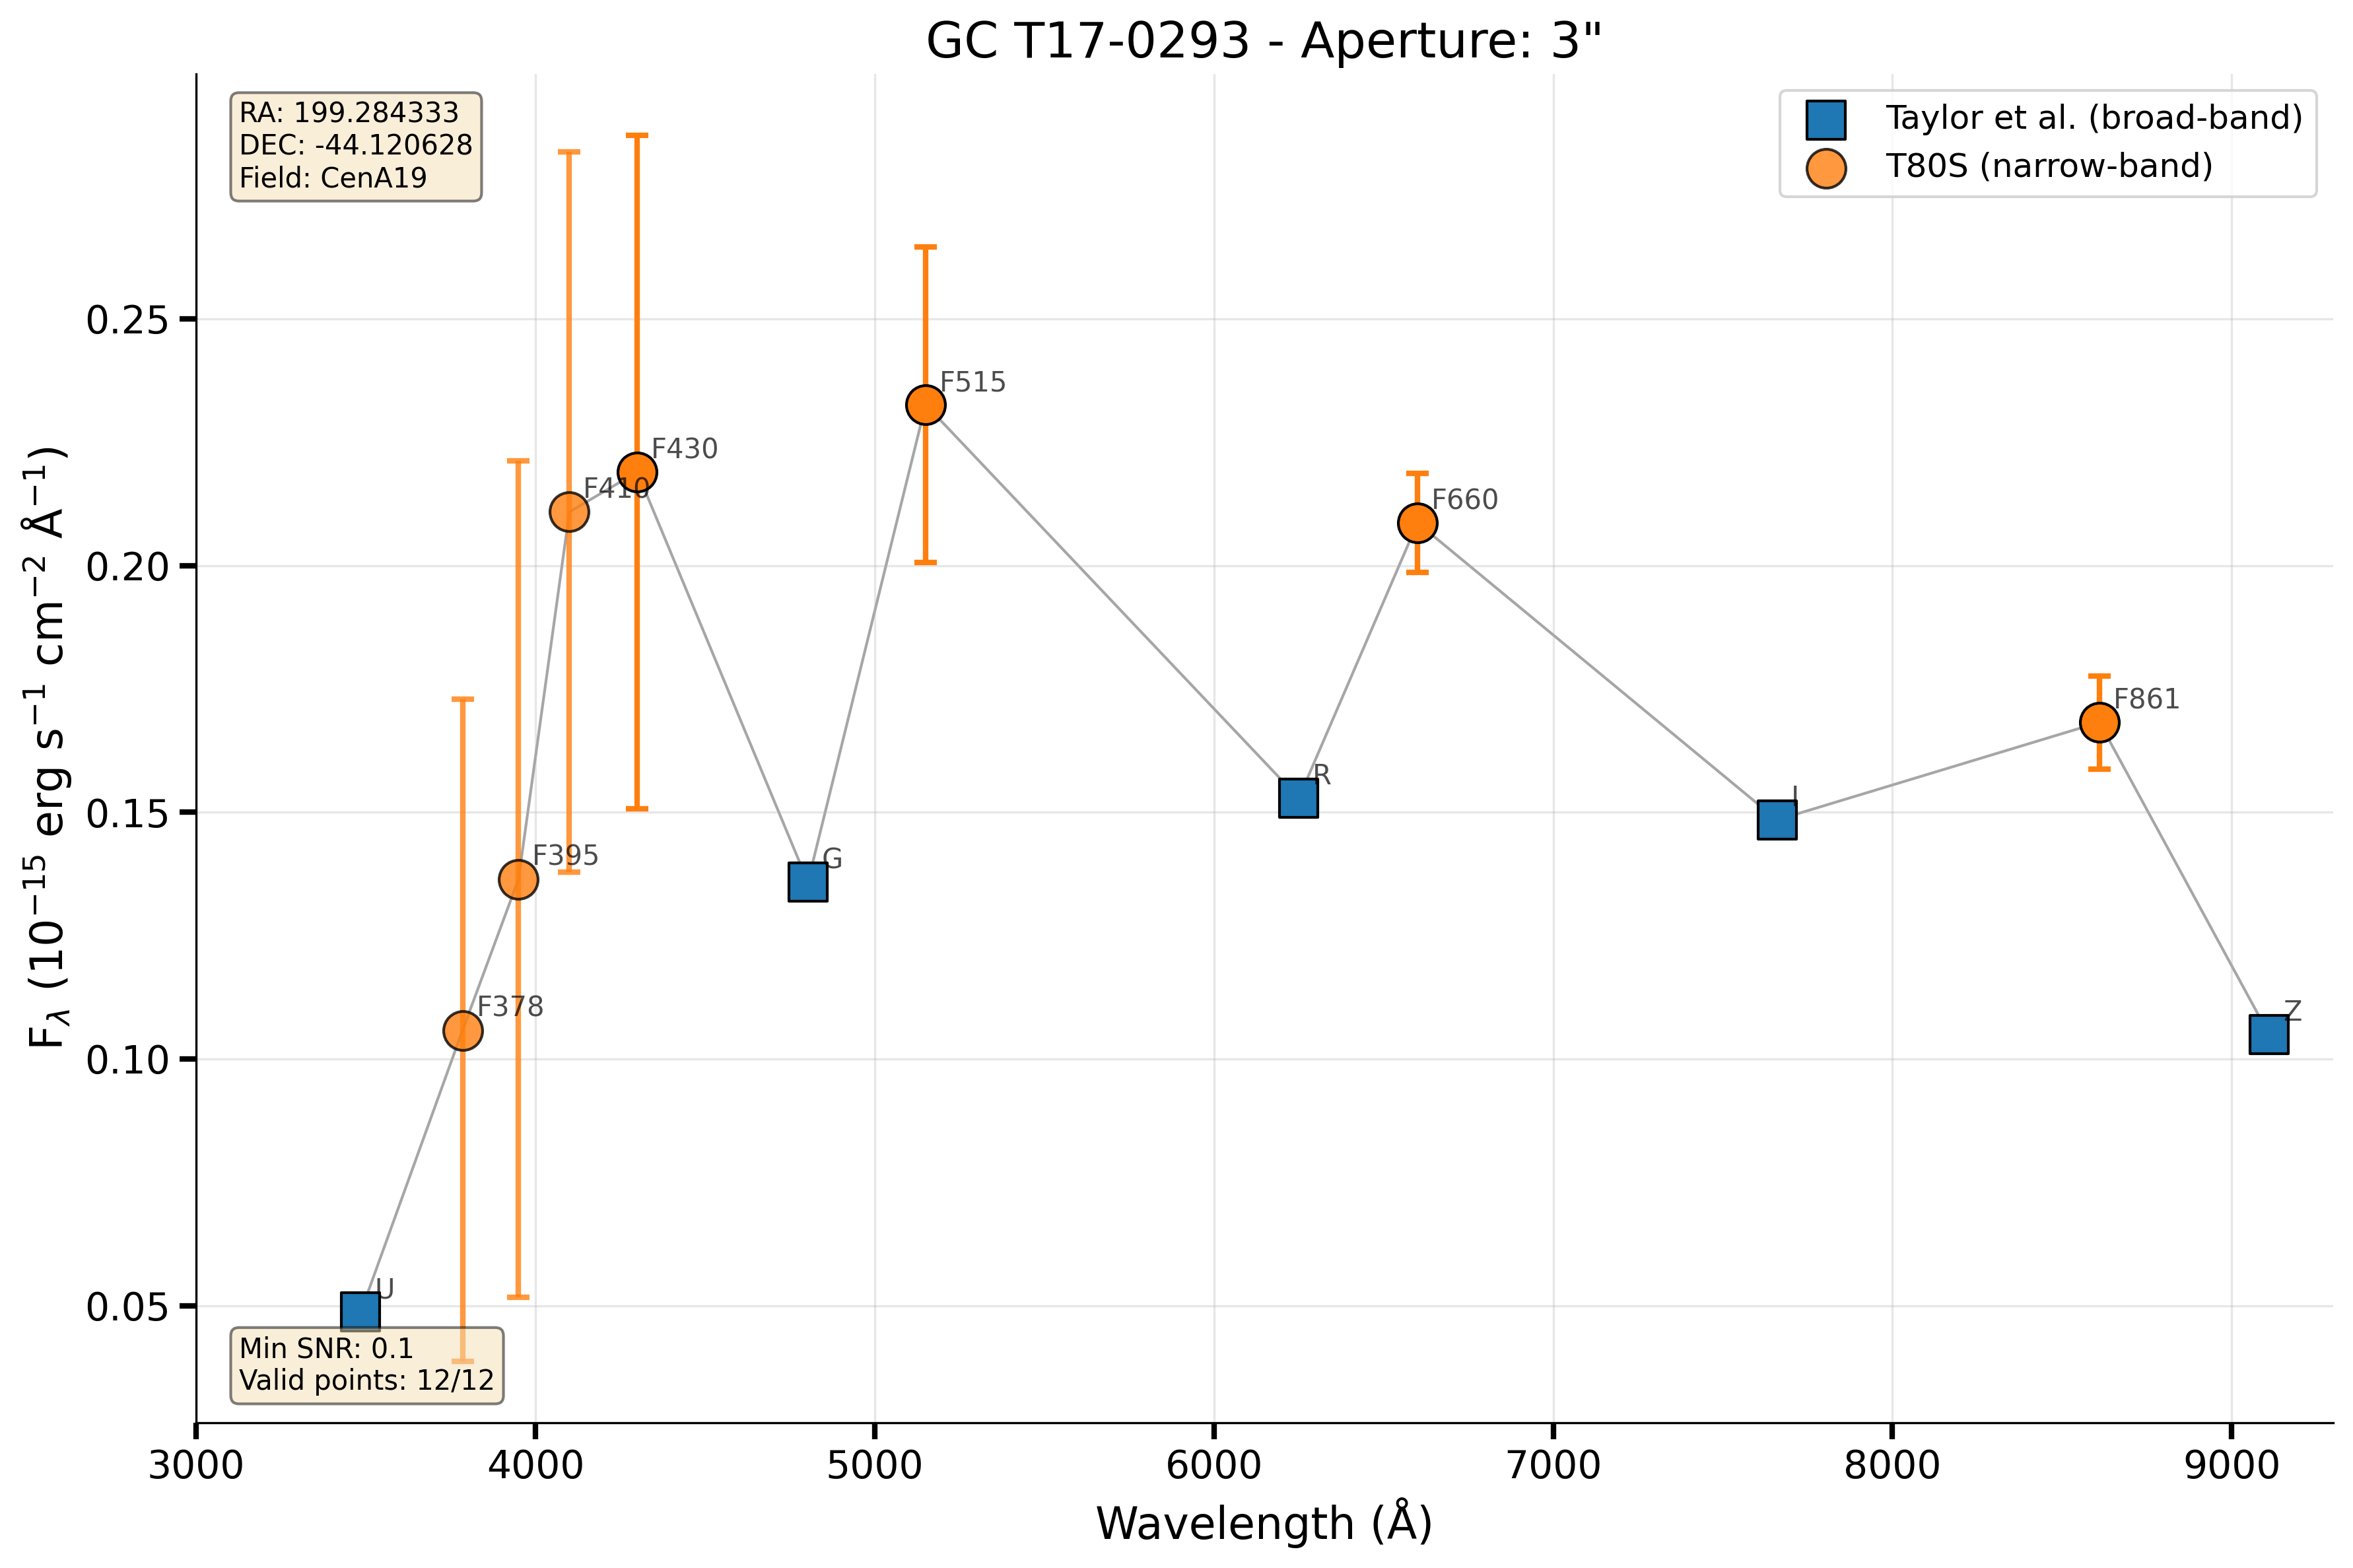 GC T17-0293 - Aperture: 3"
RA: 199.284333
DEC: -44.120628
Field: CenA19
Taylor et al. (broad-band)
T80S (narrow-band)
F_λ (10⁻¹⁵ erg s⁻¹ cm⁻² Å⁻¹)
0.25
0.20
0.15
0.10
0.05
U
F378
F395
F410
F430
G
F515
R
F660
I
F861
Z
Min SNR: 0.1
Valid points: 12/12
3000 4000 5000 6000 7000 8000 9000
Wavelength (Å)